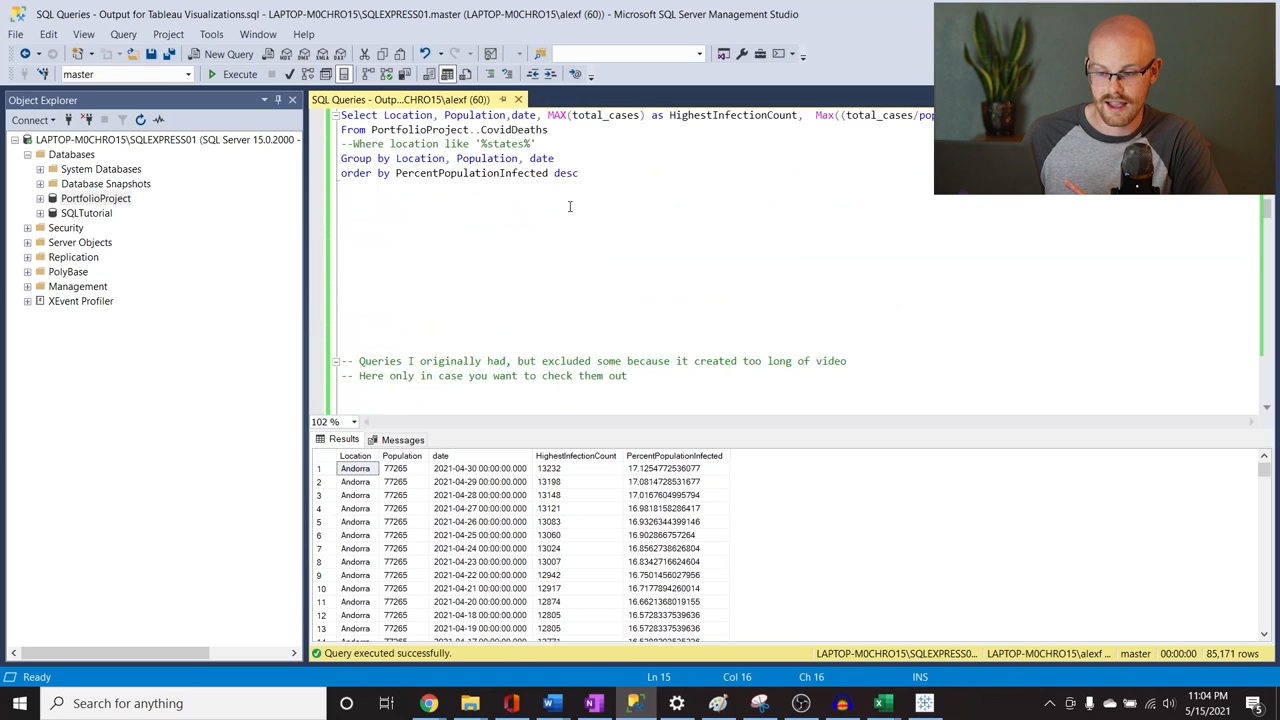 SQL Queries - Output for Tableau Visualizations.sql - LAPTOP-M0CHRO15\SQLEXPRESS01.master (LAPTOP-M0CHRO15\alexf (60)) - Microsoft SQL Server Management Studio
File Edit View Query Project Tools Window Help
New Query
master Execute
Object Explorer
SQL Queries - Outp...CHRO15\alexf (60))
Connect
LAPTOP-M0CHRO15\SQLEXPRESS01 (SQL Server 15.0.2000 -
Databases
System Databases
Database Snapshots
PortfolioProject
SQLTutorial
Security
Server Objects
Replication
PolyBase
Management
XEvent Profiler
Select Location, Population,date, MAX(total_cases) as HighestInfectionCount, Max((total_cases/pop
From PortfolioProject..CovidDeaths
--Where location like '%states%'
Group by Location, Population, date
order by PercentPopulationInfected desc
-- Queries I originally had, but excluded some because it created too long of video
-- Here only in case you want to check them out
102 %
Results Messages
Location Population date HighestInfectionCount PercentPopulationInfected
1 Andorra 77265 2021-04-30 00:00:00.000 13232 17.1254772536077
2 Andorra 77265 2021-04-29 00:00:00.000 13198 17.0814728531677
3 Andorra 77265 2021-04-28 00:00:00.000 13148 17.0167604995794
4 Andorra 77265 2021-04-27 00:00:00.000 13121 16.9818158286417
5 Andorra 77265 2021-04-26 00:00:00.000 13083 16.9326344399146
6 Andorra 77265 2021-04-25 00:00:00.000 13060 16.902866757264
7 Andorra 77265 2021-04-24 00:00:00.000 13024 16.8562738626804
8 Andorra 77265 2021-04-23 00:00:00.000 13007 16.8342716624604
9 Andorra 77265 2021-04-22 00:00:00.000 12942 16.7501456027956
10 Andorra 77265 2021-04-21 00:00:00.000 12917 16.7177894260014
11 Andorra 77265 2021-04-20 00:00:00.000 12874 16.6621368019155
12 Andorra 77265 2021-04-18 00:00:00.000 12805 16.5728337539636
13 Andorra 77265 2021-04-19 00:00:00.000 12805 16.5728337539636
Query executed successfully. LAPTOP-M0CHRO15\SQLEXPRESS0... LAPTOP-M0CHRO15\alexf ... master 00:00:00 85,171 rows
Ready Ln 15 Col 16 Ch 16 INS
Type here to search
11:04 PM
5/15/2021
5